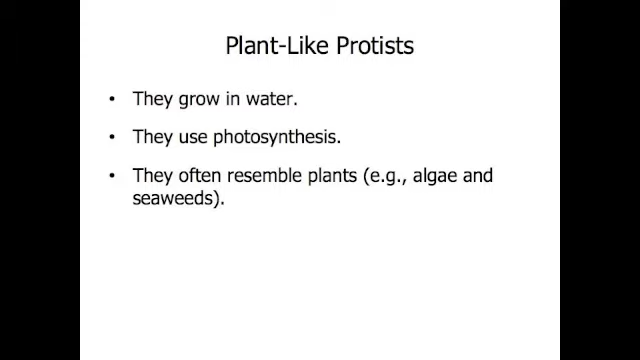 Plant-Like Protists
• They grow in water.
• They use photosynthesis.
• They often resemble plants (e.g., algae and
seaweeds).